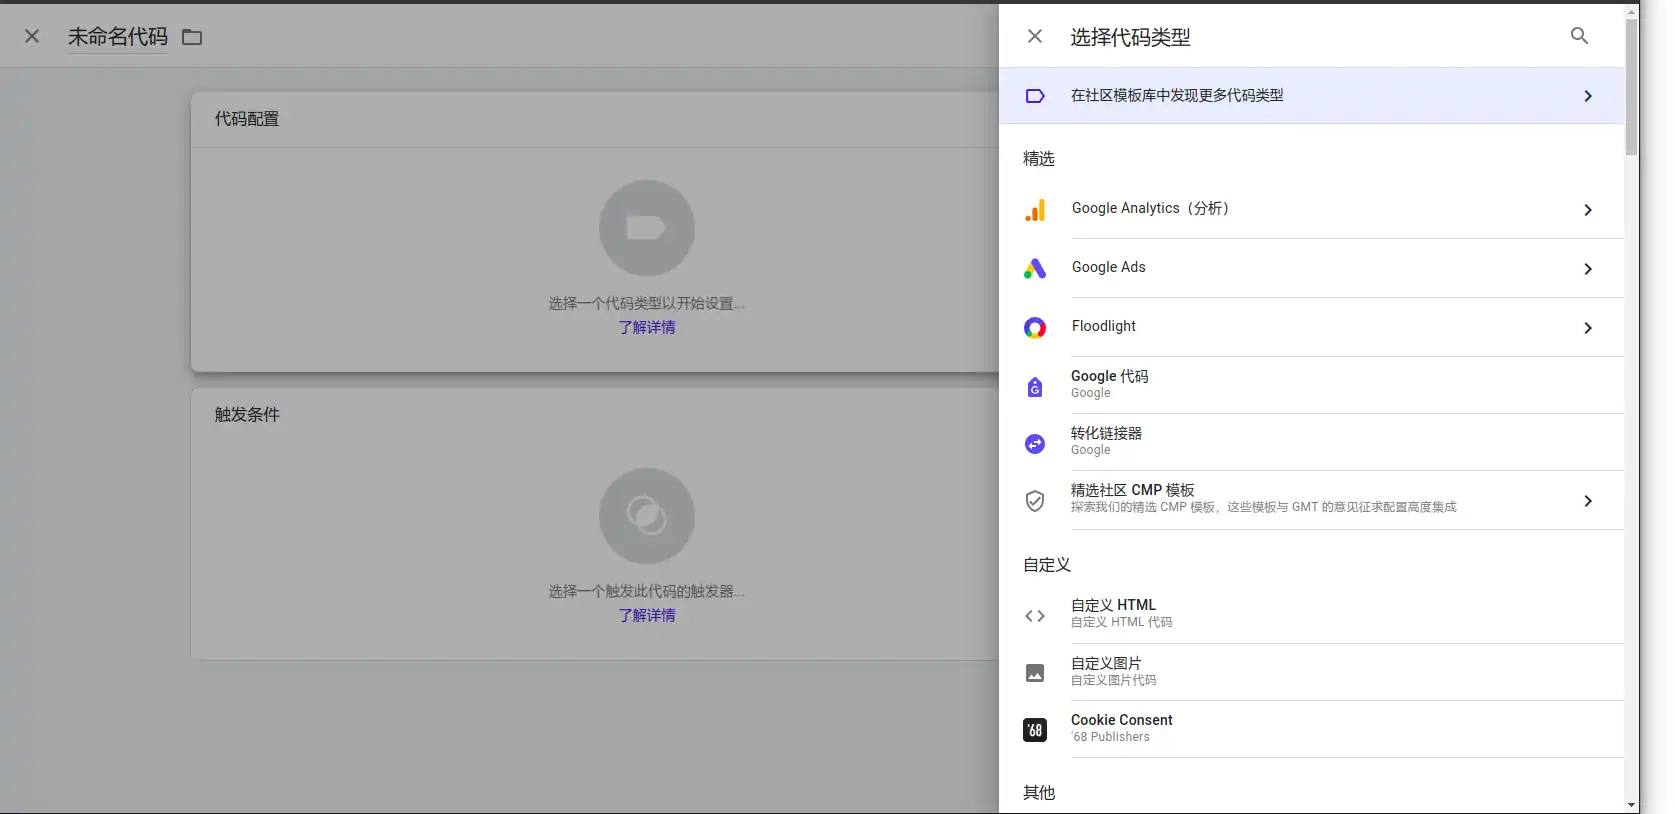 未命名代码
代码配置
选择一个代码类型以开始设置...
了解详情
触发条件
选择一个触发此代码的触发器...
了解详情
选择代码类型
在社区模板库中发现更多代码类型
精选
Google Analytics（分析）
Google Ads
Floodlight
Google 代码
Google
转化链接器
Google
精选社区 CMP 模板
探索我们的精选 CMP 模板，这些模板与 GMT 的意见征求配置高度集成
自定义
自定义 HTML
自定义 HTML 代码
自定义图片
自定义图片代码
'68
Cookie Consent
'68 Publishers
其他